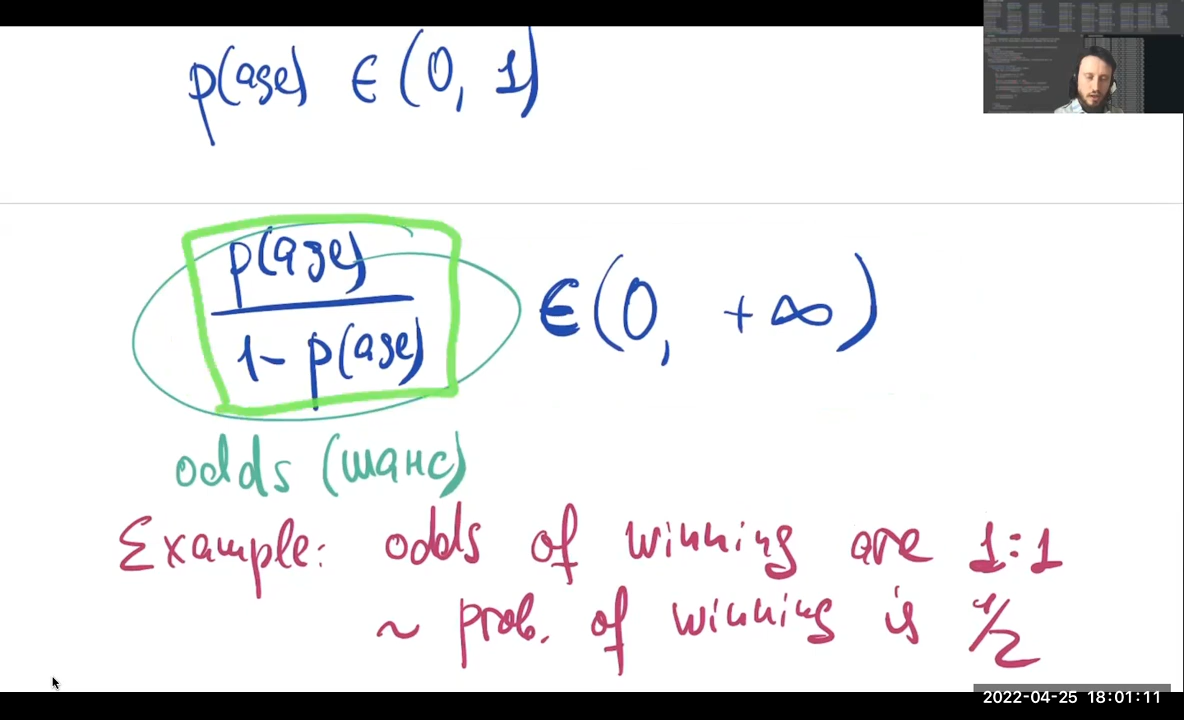 p(age) ∈ (0, 1)
p(age)
1- p(age)
∈ (0, +∞)
odds (шанс)
Example: odds of winning are 1:1
~ prob. of winning is 1/2
2022-04-25 18:01:11